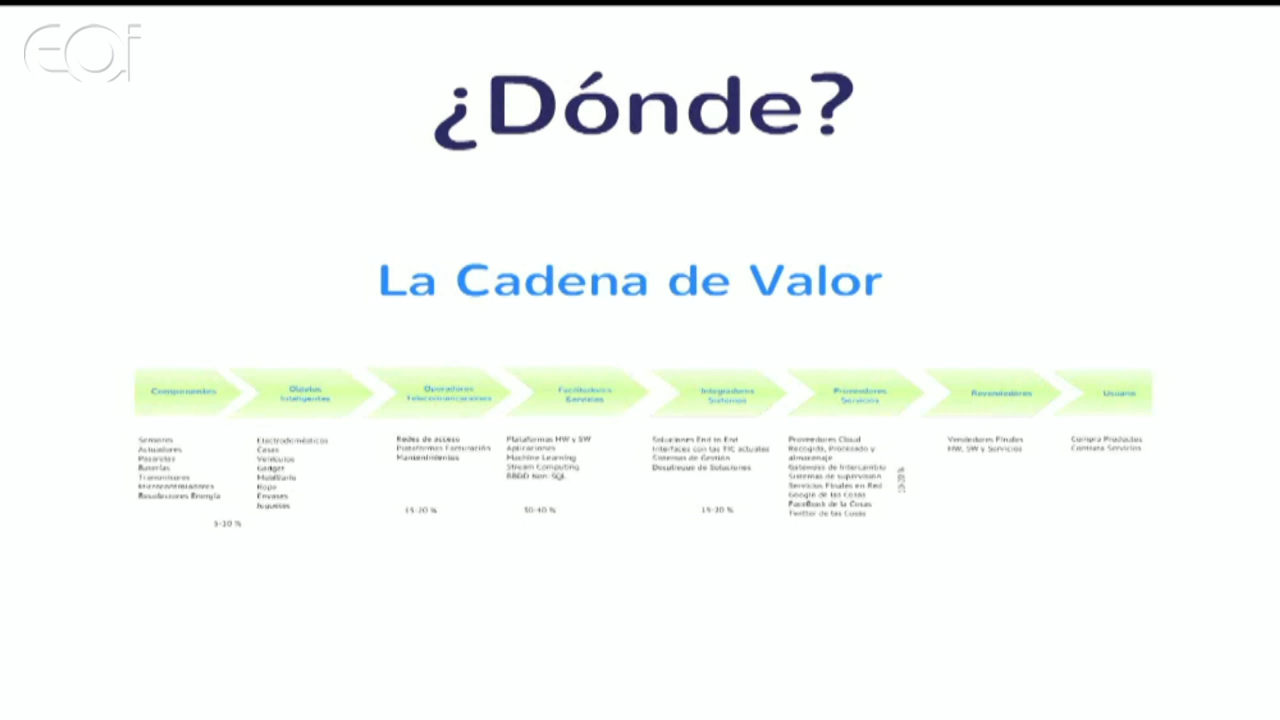 EOI
¿Dónde?
La Cadena de Valor
Componentes
Objetos
Inteligentes
Operadores
Telecomunicaciones
Facilitadores
Servicios
Integradores
Sistemas
Proveedores
Servicios
Revendedores
Usuario
Sensores
Actuadores
Baterías
Transmisores
Microcontroladores
Recolectores Energía
5-10 %
Electrodomésticos
Casas
Vehículos
Gadget
Mobiliario
Ropa
Envases
Juguetes
Redes de acceso
Plataformas Facturación
Mantenimientos
15-20 %
Plataformas HW y SW
Aplicaciones
Machine Learning
Stream Computing
BBDD Non-SQL
30-40 %
Soluciones End to End
Interfaces con las TIC actuales
Sistemas de Gestión
Despliegue de Soluciones
15-20 %
Proveedores Cloud
Recogida, Procesado y
almacenaje
Gateways de Intercambio
Sistemas de supervisión
Servicios Finales en Red
Google de las Cosas
FaceBook de la Cosas
Twitter de las Cosas
Vendedores Finales
HW, SW y Servicios
Compra Productos
Contrata Servicios